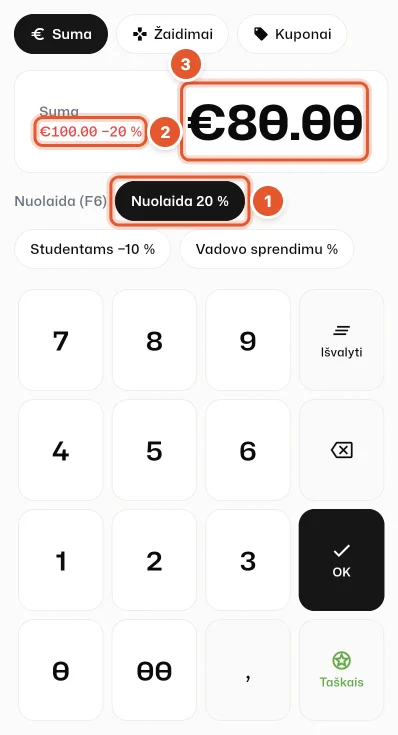 € Suma Žaidimai Kuponai
3
Suma
€100.00 −20 % 2 €80.00
Nuolaida (F6) Nuolaida 20 % 1
Studentams −10 % Vadovo sprendimu %
7 8 9 Išvalyti
4 5 6
1 2 3 OK
0 00 , Taškais